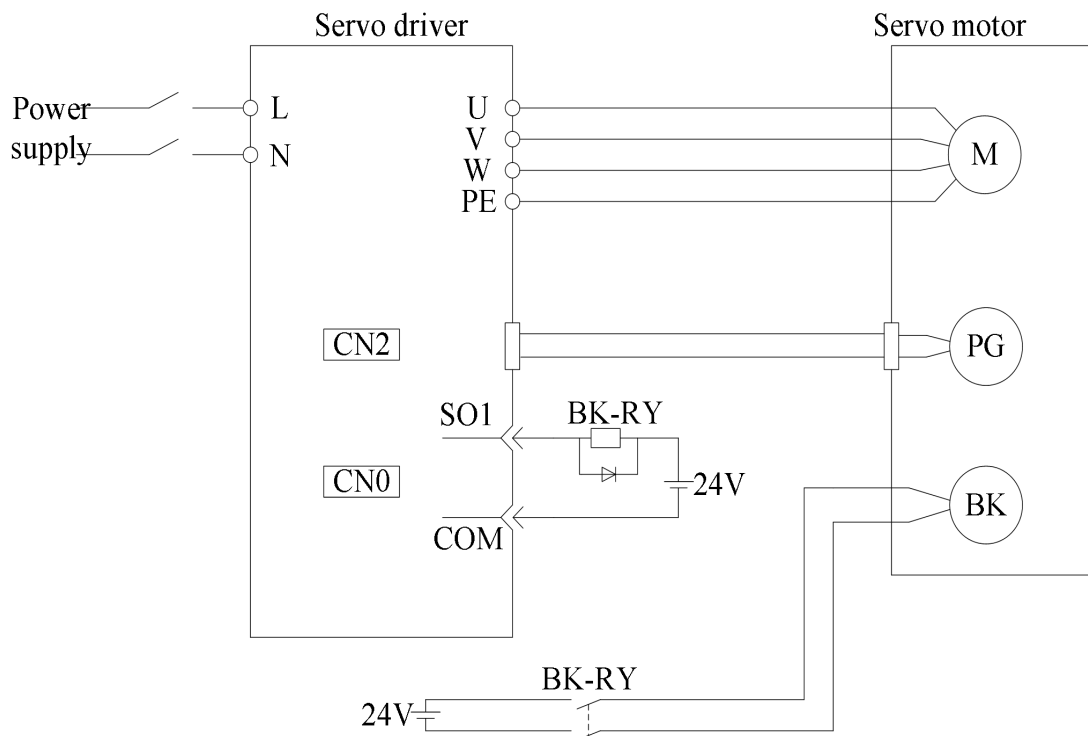 Servo driver
Servo motor
Power
supply
L
N
U
V
W
PE
M
CN2
PG
SO1
BK-RY
CN0
24V
COM
BK
BK-RY
24V